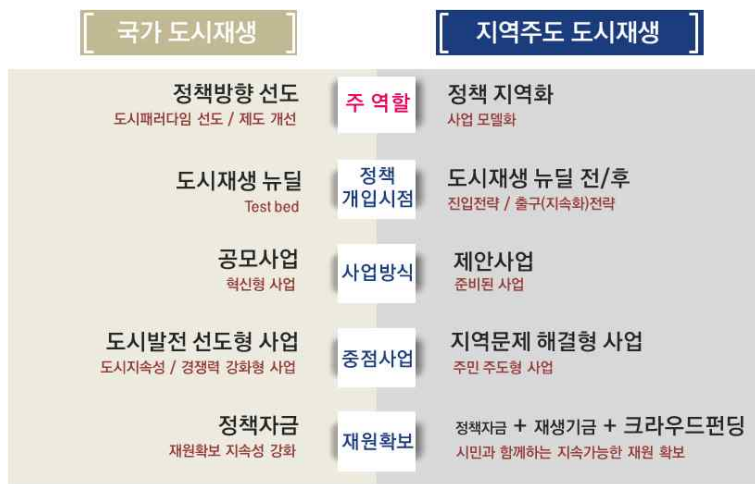 [ 국가 도시재생 ]
[ 지역주도 도시재생 ]
정책방향 선도
도시패러다임 선도 / 제도 개선
주 역할
정책 지역화
사업 모델화
도시재생 뉴딜
Test bed
정책
개입시점
도시재생 뉴딜 전/후
진입전략 / 출구(지속화)전략
공모사업
혁신형 사업
사업방식
제안사업
준비된 사업
도시발전 선도형 사업
도시지속성 / 경쟁력 강화형 사업
중점사업
지역문제 해결형 사업
주민 주도형 사업
정책자금
재원확보 지속성 강화
재원확보
정책자금 + 재생기금 + 크라우드펀딩
시민과 함께하는 지속가능한 재원 확보